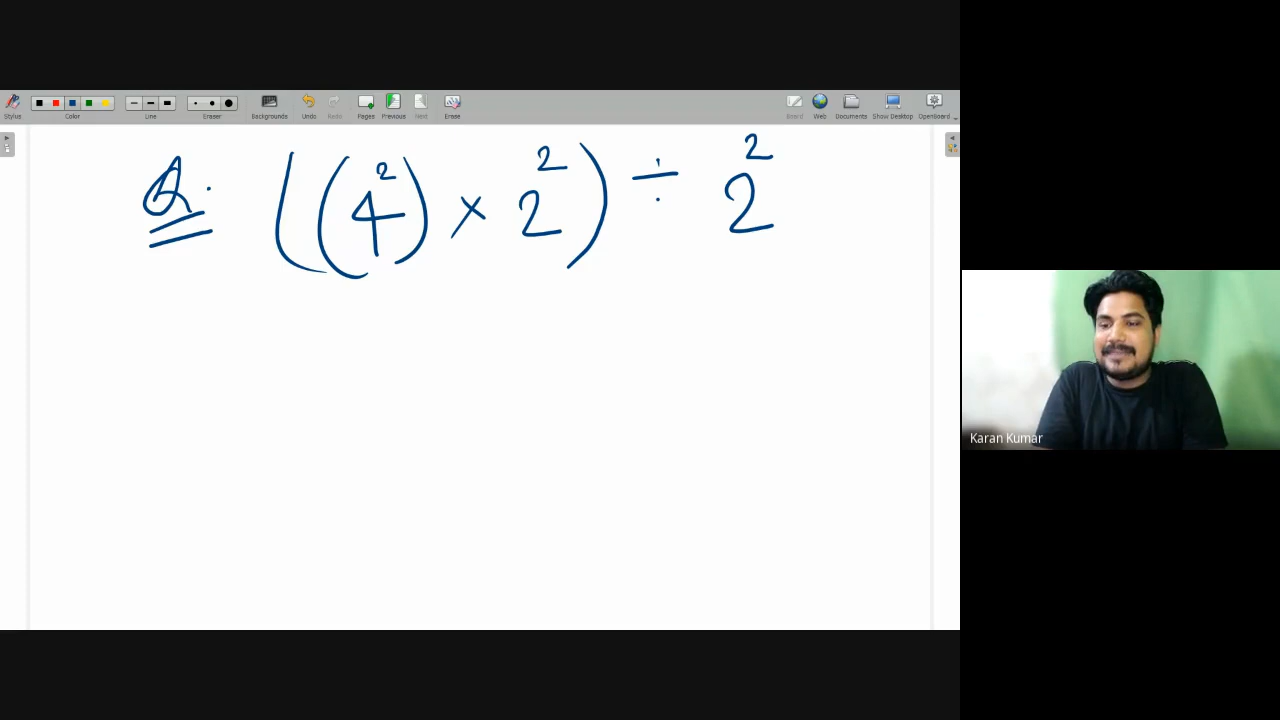 Stylus Color Line Eraser Backgrounds Undo Redo Pages Previous Next Erase Board Web Documents Show Desktop OpenBoard
Q. ((4²) × 2²) ÷ 2²
Karan Kumar